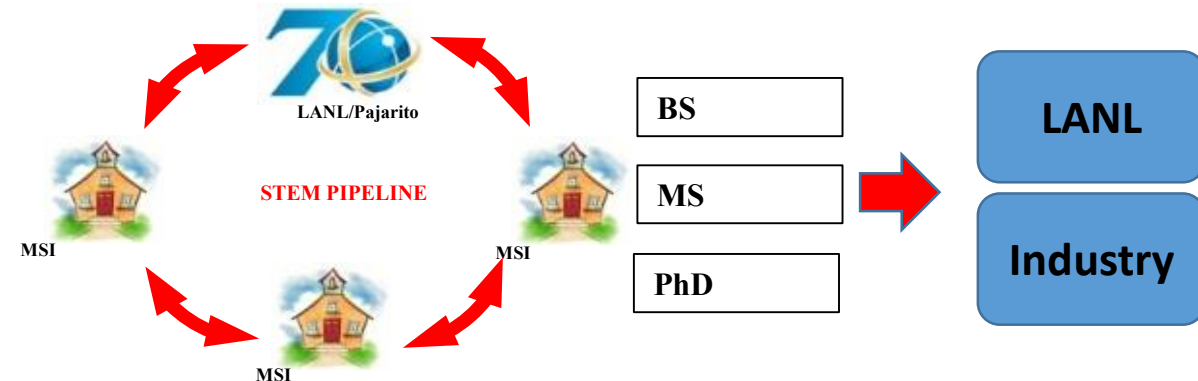 70
LANL/Pajarito
STEM PIPELINE
MSI
MSI
MSI
BS
MS
PhD
LANL
Industry